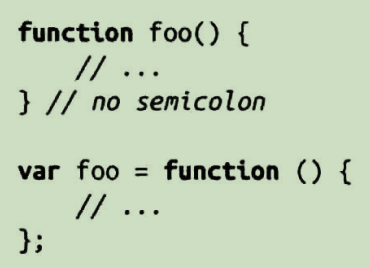 function foo() {
    // ...
} // no semicolon

var foo = function () {
    // ...
};